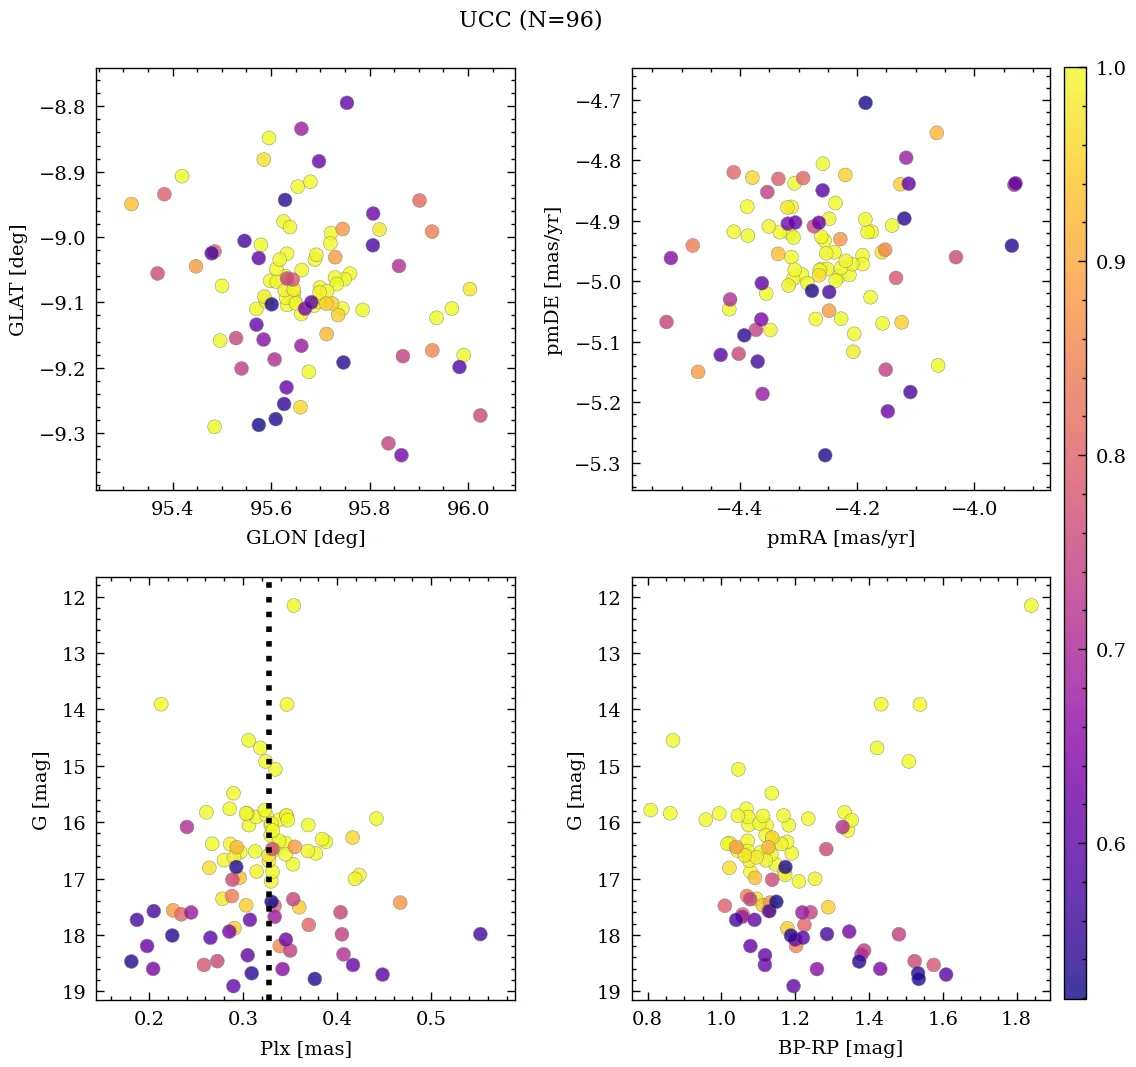 UCC (N=96)
−8.8
−8.9
−9.0
−9.1
−9.2
−9.3
GLAT [deg]
95.4 95.6 95.8 96.0
GLON [deg]
−4.7
−4.8
−4.9
−5.0
−5.1
−5.2
−5.3
pmDE [mas/yr]
−4.4 −4.2 −4.0
pmRA [mas/yr]
12
13
14
15
16
17
18
19
G [mag]
0.2 0.3 0.4 0.5
Plx [mas]
12
13
14
15
16
17
18
19
G [mag]
0.8 1.0 1.2 1.4 1.6 1.8
BP-RP [mag]
1.0
0.9
0.8
0.7
0.6